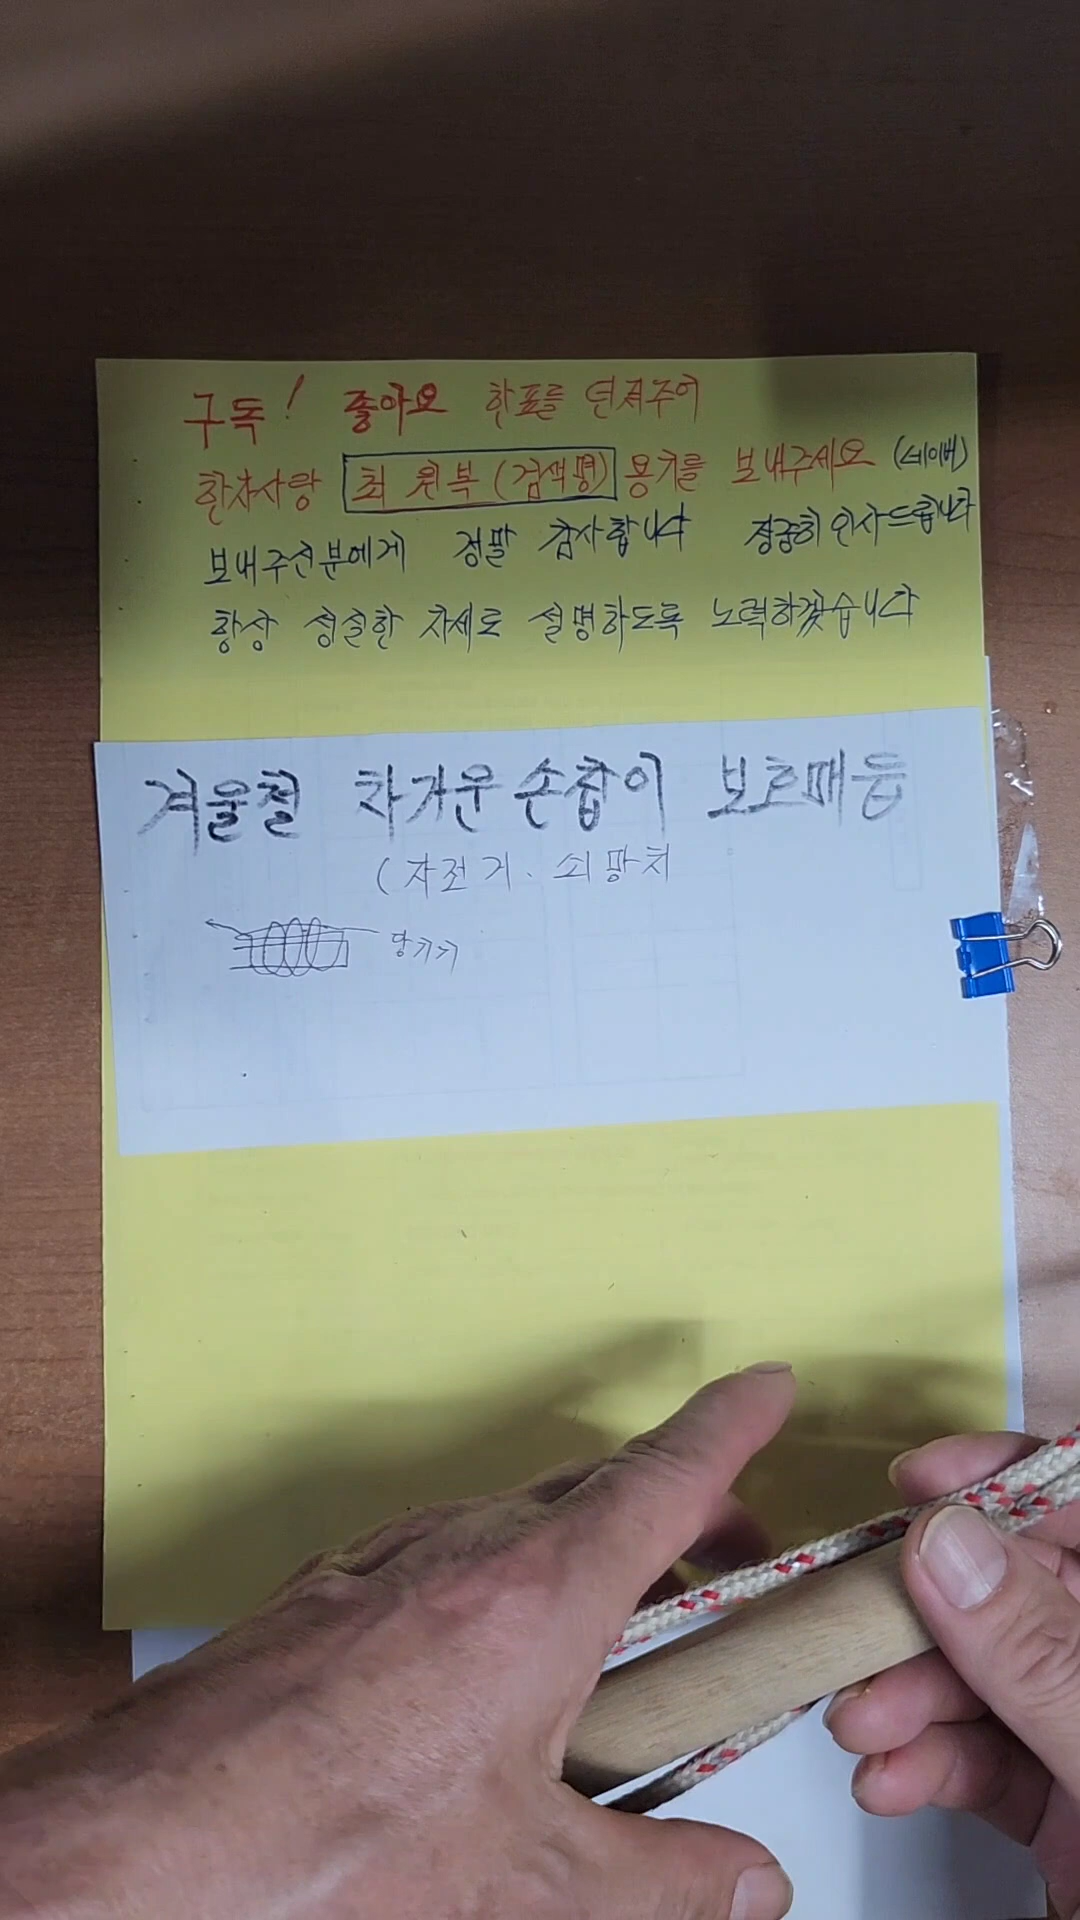 구독! 좋아요 한표를 던져주어
한자사랑 최 원복 (검색명) 용기를 보내주세요 (네이버)
보내주신분에게 정말 감사합니다 정중히 인사드립니다
항상 성실한 자세로 설명하도록 노력하겠습니다
겨울철 차가운 손잡이 보호매듭
(자전거. 쇠망치
당기기